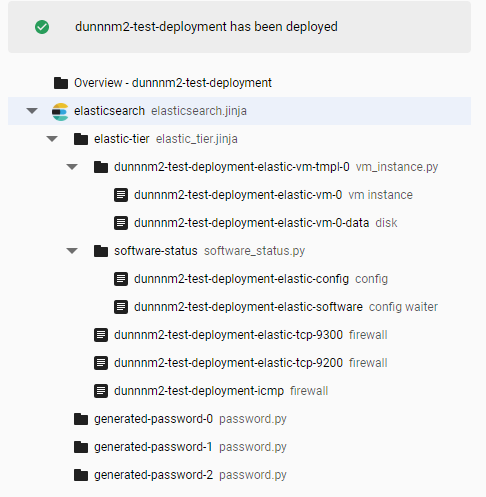 dunnnm2-test-deployment has been deployed
Overview - dunnnm2-test-deployment
elasticsearch elasticsearch.jinja
elastic-tier elastic_tier.jinja
dunnnm2-test-deployment-elastic-vm-tmpl-0 vm_instance.py
dunnnm2-test-deployment-elastic-vm-0 vm instance
dunnnm2-test-deployment-elastic-vm-0-data disk
software-status software_status.py
dunnnm2-test-deployment-elastic-config config
dunnnm2-test-deployment-elastic-software config waiter
dunnnm2-test-deployment-elastic-tcp-9300 firewall
dunnnm2-test-deployment-elastic-tcp-9200 firewall
dunnnm2-test-deployment-icmp firewall
generated-password-0 password.py
generated-password-1 password.py
generated-password-2 password.py